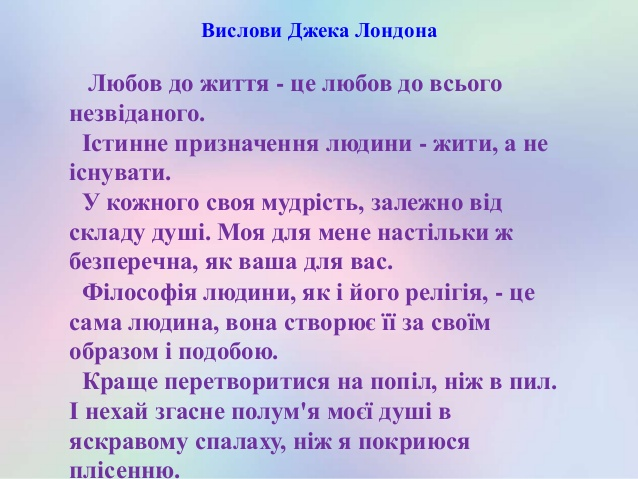 Вислови Джека Лондона
Любов до життя - це любов до всього
незвіданого.
Істинне призначення людини - жити, а не
існувати.
У кожного своя мудрість, залежно від
складу душі. Моя для мене настільки ж
безперечна, як ваша для вас.
Філософія людини, як і його релігія, - це
сама людина, вона створює її за своїм
образом і подобою.
Краще перетворитися на попіл, ніж в пил.
І нехай згасне полум'я моєї душі в
яскравому спалаху, ніж я покриюся
плісенню.